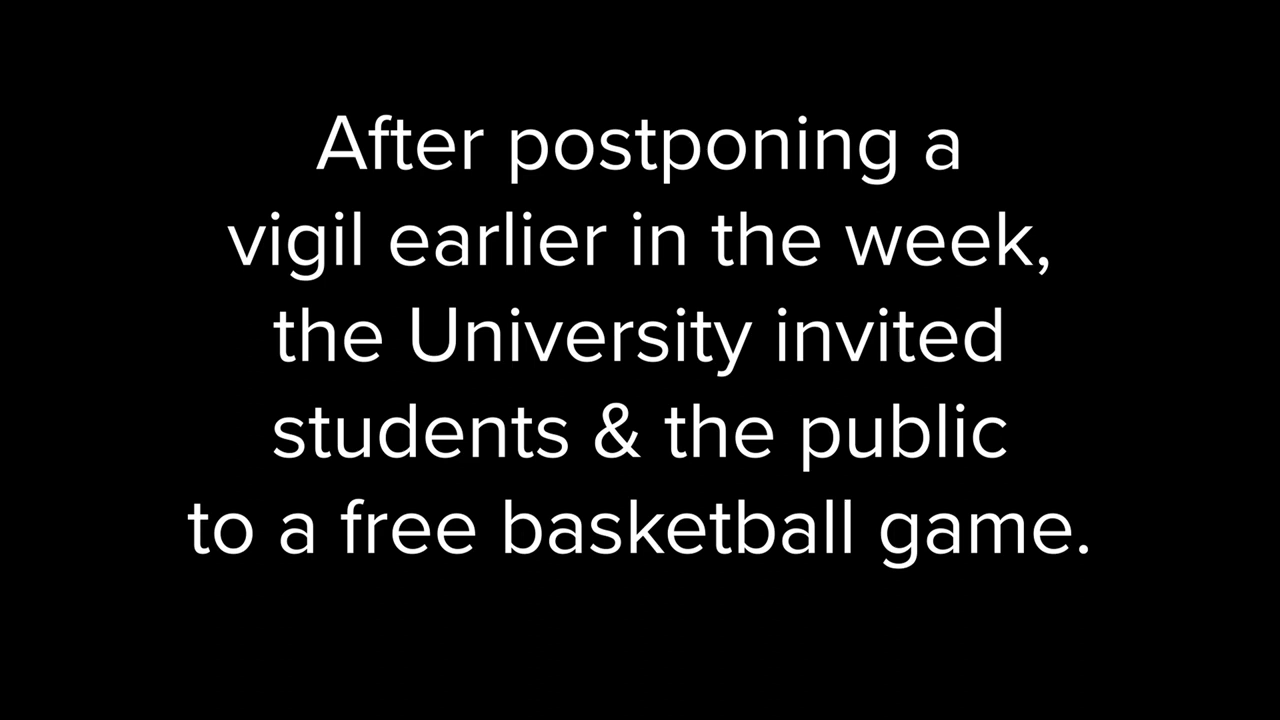 After postponing a
vigil earlier in the week,
the University invited
students & the public
to a free basketball game.